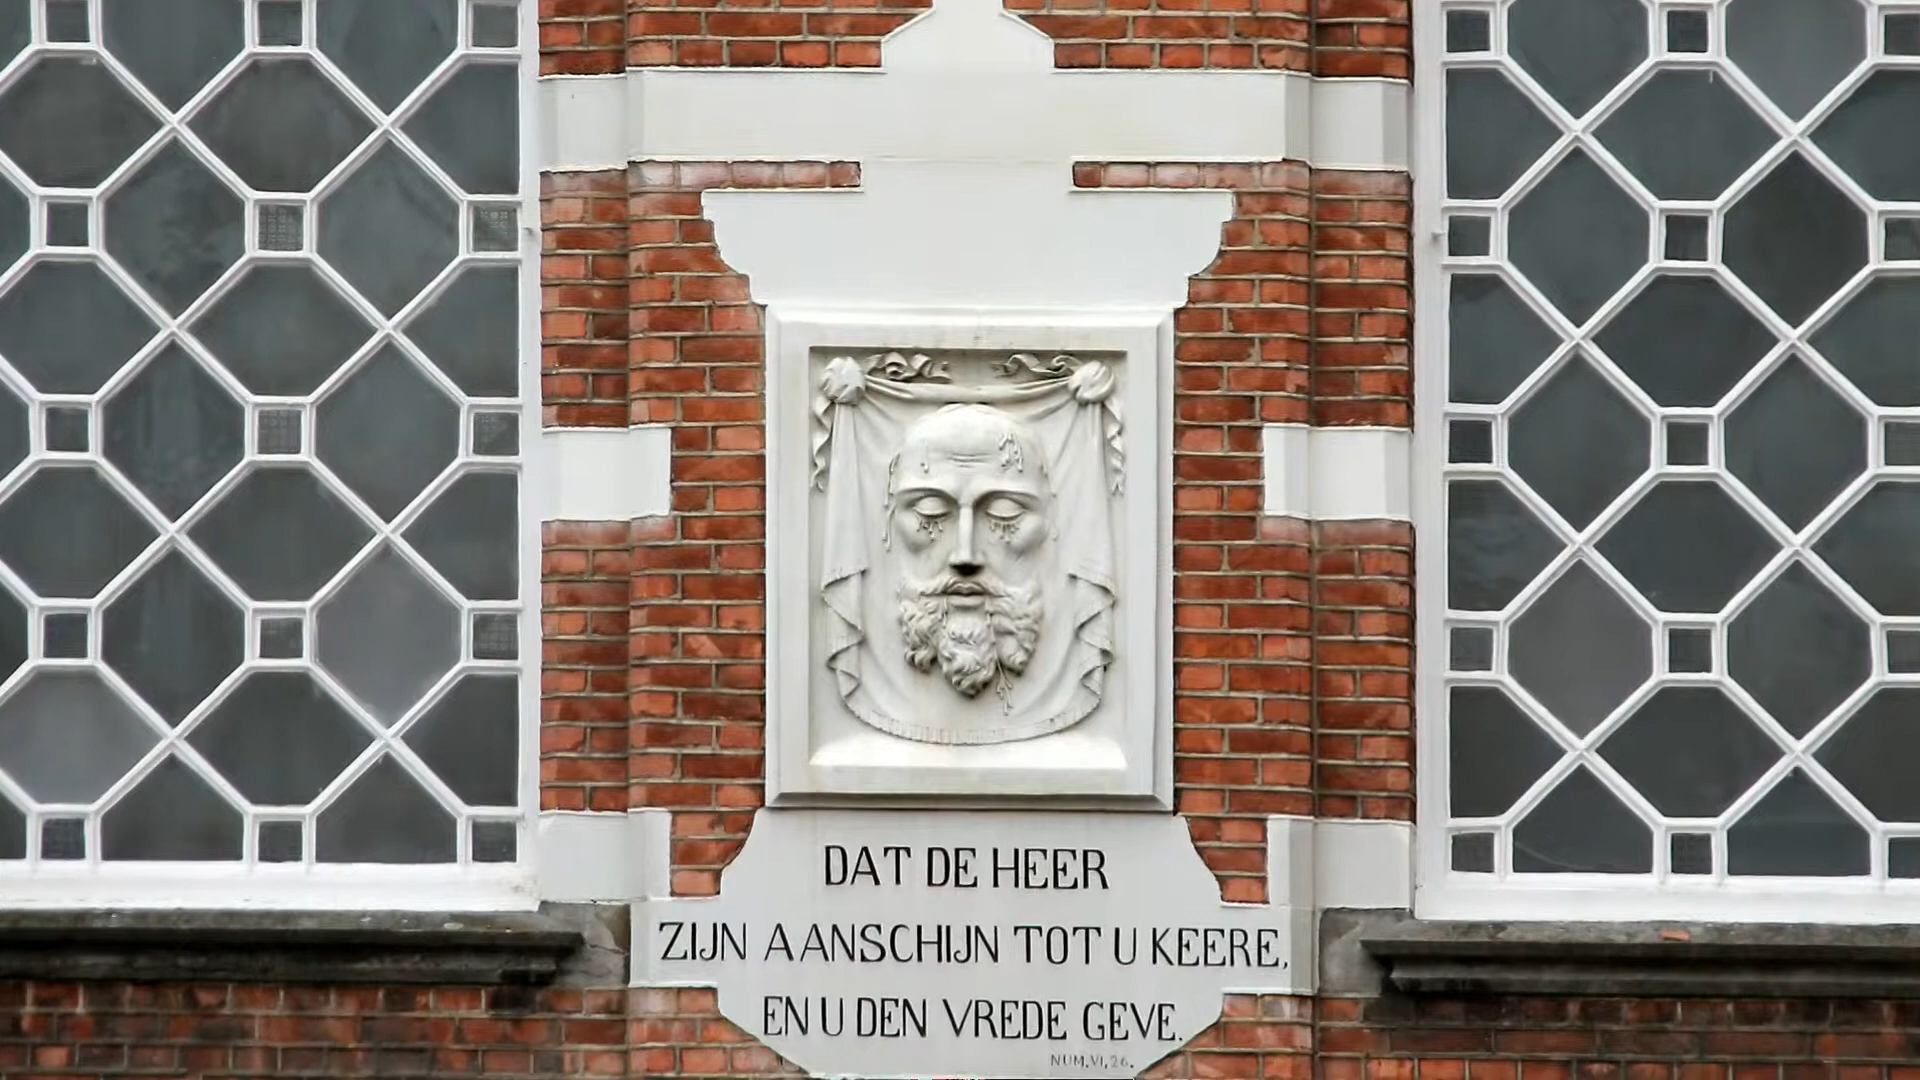 DAT DE HEER
ZIJN AANSCHIJN TOT U KEERE,
EN U DEN VREDE GEVE.
NUM.VI,26.